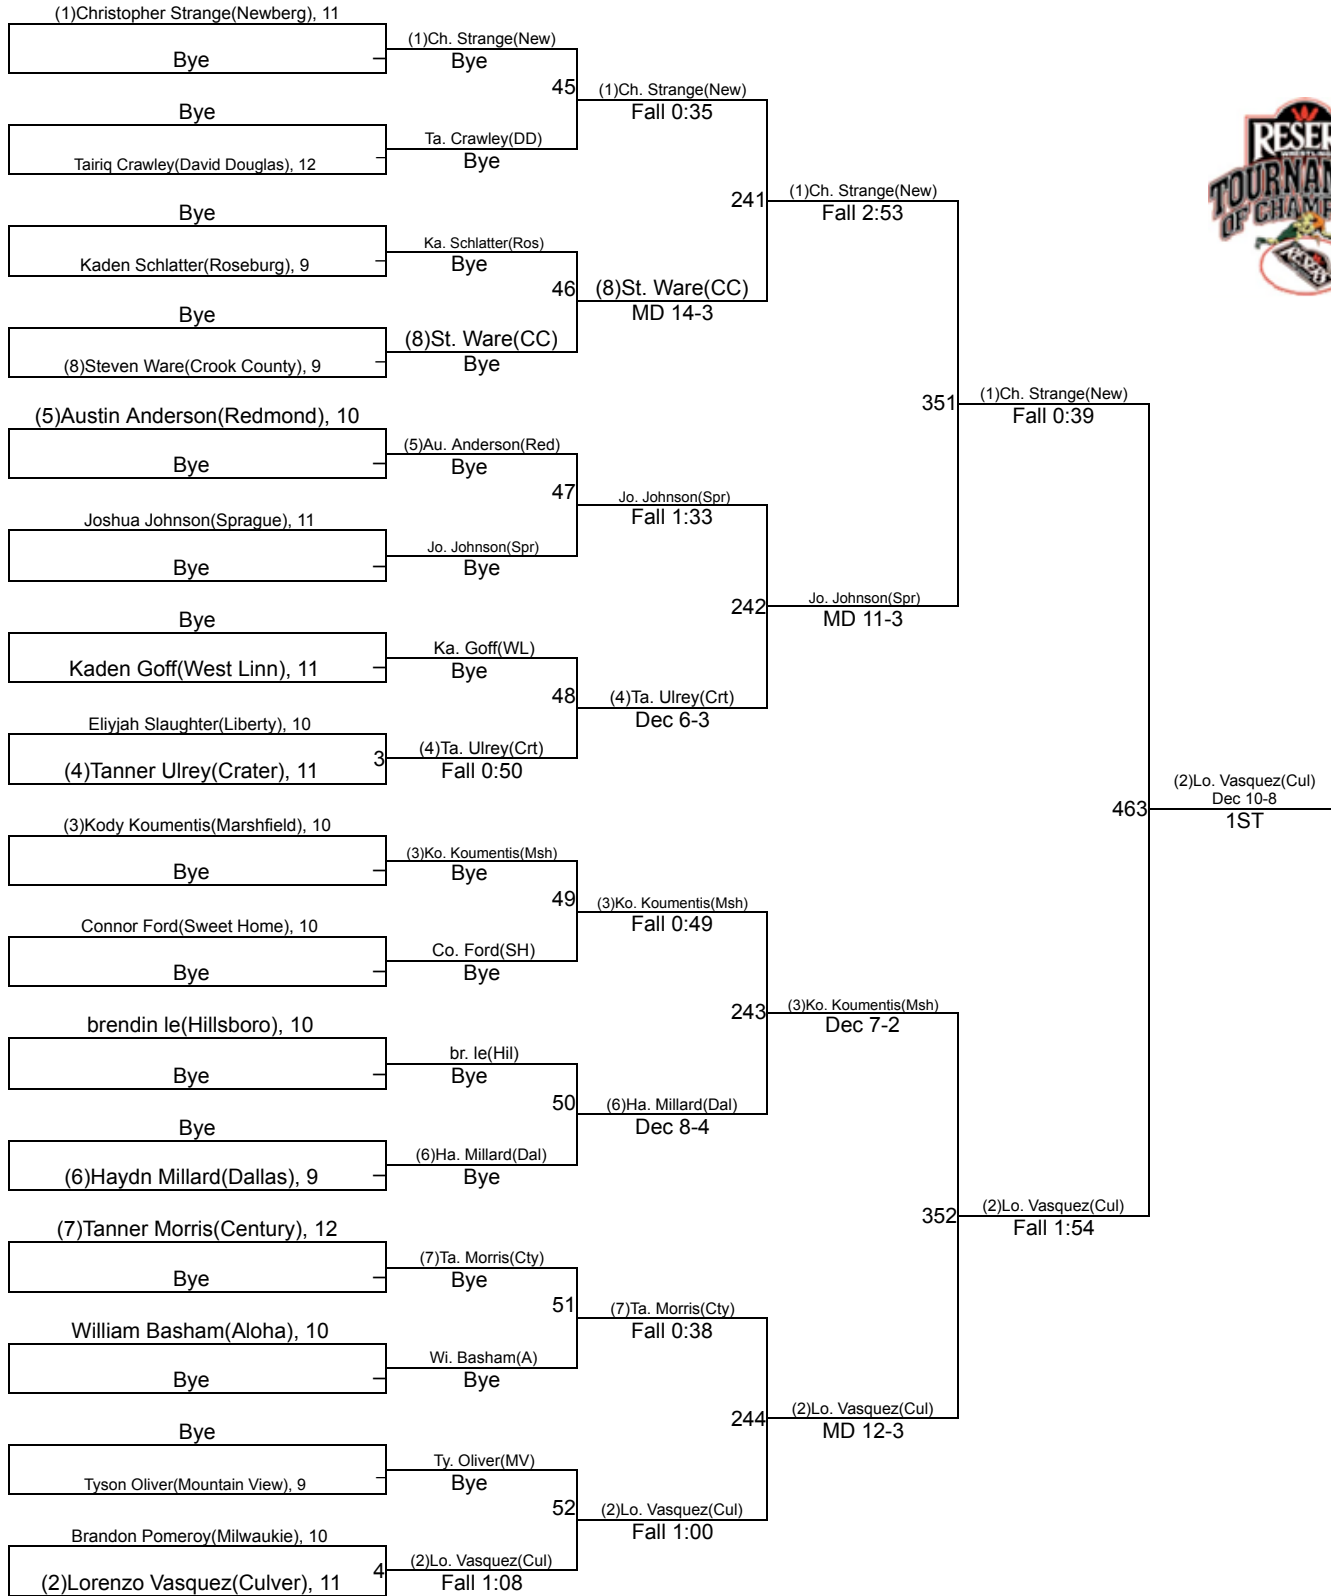 (1)Christopher Strange(Newberg), 11
Bye
Bye
Tairiq Crawley(David Douglas), 12
Bye
Kaden Schlatter(Roseburg), 9
Bye
(8)Steven Ware(Crook County), 9
(5)Austin Anderson(Redmond), 10
Bye
Joshua Johnson(Sprague), 11
Bye
Bye
Kaden Goff(West Linn), 11
Eliyjah Slaughter(Liberty), 10
3
(4)Tanner Ulrey(Crater), 11
(3)Kody Koumentis(Marshfield), 10
Bye
Connor Ford(Sweet Home), 10
Bye
brendin le(Hillsboro), 10
Bye
Bye
(6)Haydn Millard(Dallas), 9
(7)Tanner Morris(Century), 12
Bye
William Basham(Aloha), 10
Bye
Bye
Tyson Oliver(Mountain View), 9
Brandon Pomeroy(Milwaukie), 10
4
(2)Lorenzo Vasquez(Culver), 11
(1)Ch. Strange(New)
Bye
45
Ta. Crawley(DD)
Bye
Ka. Schlatter(Ros)
Bye
46
(8)St. Ware(CC)
Bye
(5)Au. Anderson(Red)
Bye
47
Jo. Johnson(Spr)
Bye
Ka. Goff(WL)
Bye
48
(4)Ta. Ulrey(Crt)
Fall 0:50
(3)Ko. Koumentis(Msh)
Bye
49
Co. Ford(SH)
Bye
br. le(Hil)
Bye
50
(6)Ha. Millard(Dal)
Bye
(7)Ta. Morris(Cty)
Bye
51
Wi. Basham(A)
Bye
Ty. Oliver(MV)
Bye
52
(2)Lo. Vasquez(Cul)
Fall 1:08
(1)Ch. Strange(New)
Fall 0:35
241
(8)St. Ware(CC)
MD 14-3
Jo. Johnson(Spr)
Fall 1:33
242
(4)Ta. Ulrey(Crt)
Dec 6-3
(3)Ko. Koumentis(Msh)
Fall 0:49
243
(6)Ha. Millard(Dal)
Dec 8-4
(7)Ta. Morris(Cty)
Fall 0:38
244
(2)Lo. Vasquez(Cul)
Fall 1:00
(1)Ch. Strange(New)
Fall 2:53
351
Jo. Johnson(Spr)
MD 11-3
(3)Ko. Koumentis(Msh)
Dec 7-2
352
(2)Lo. Vasquez(Cul)
MD 12-3
(1)Ch. Strange(New)
Fall 0:39
463
(2)Lo. Vasquez(Cul)
Fall 1:54
(2)Lo. Vasquez(Cul)
Dec 10-8
1ST
RESER
TOURNAM
OF CHAMP